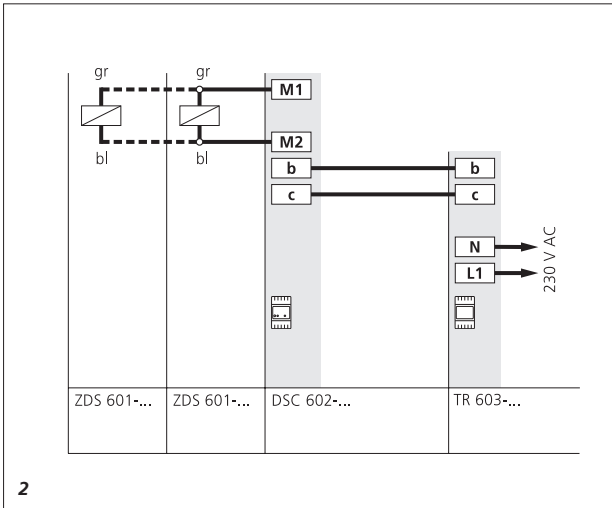 gr gr
M1
M2
bl bl
b b
c c
N
L1
230 V AC
ZDS 601-... ZDS 601-... DSC 602-... TR 603-...
2